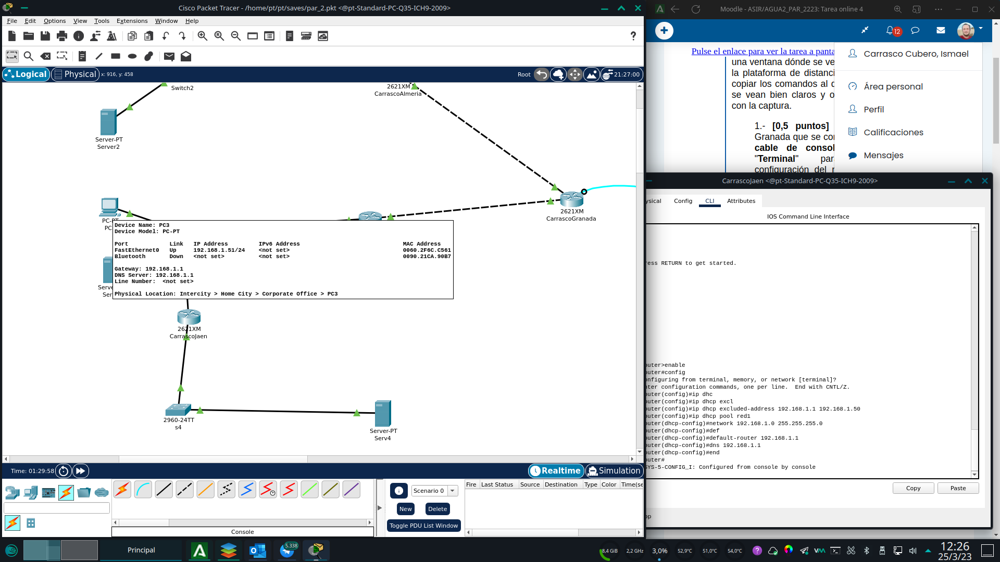 Cisco Packet Tracer - /home/pt/pt/saves/par_2.pkt <@pt-Standard-PC-Q35-ICH9-2009>
File Edit Options View Tools Extensions Window Help
Logical Physical x: 916, y: 458
Root 21:27:00
Switch2
2621XM
CarrascoAlmeria
Server-PT
Server2
2621XM
CarrascoGranada
PC-PT
PC
Device Name: PC3
Device Model: PC-PT
Port Link IP Address IPv6 Address MAC Address
FastEthernet0 Up 192.168.1.51/24 <not set> 0060.2F6C.C561
Bluetooth Down <not set> <not set> 0090.21CA.90B7
Gateway: 192.168.1.1
DNS Server: 192.168.1.1
Line Number: <not set>
Physical Location: Intercity > Home City > Corporate Office > PC3
Serve
Ser
2621XM
CarrascoJaen
2960-24TT
s4
Server-PT
Serv4
Time: 01:29:58
Realtime Simulation
Scenario 0
New Delete
Toggle PDU List Window
Fire Last Status Source Destination Type Color Time(se
Console
Moodle - ASIR/AGUA2_PAR_2223: Tarea online 4
12
Pulse el enlace para ver la tarea a panta
una ventana dónde se ve
la plataforma de distanci
copiar los comandos al d
se vean bien claros y o
con la captura.
1.- [0,5 puntos]
Granada que se cor
cable de consol
"Terminal" par
configuración del r
Carrasco Cubero, Ismael
Área personal
Perfil
Calificaciones
Mensajes
CarrascoJaen <@pt-Standard-PC-Q35-ICH9-2009>
ysical Config CLI Attributes
IOS Command Line Interface
ress RETURN to get started.
outer>enable
outer#config
onfiguring from terminal, memory, or network [terminal]?
nter configuration commands, one per line. End with CNTL/Z.
outer(config)#ip dhc
outer(config)#ip dhcp excl
outer(config)#ip dhcp excluded-address 192.168.1.1 192.168.1.50
outer(config)#ip dhcp pool red1
outer(dhcp-config)#network 192.168.1.0 255.255.255.0
outer(dhcp-config)#def
outer(dhcp-config)#default-router 192.168.1.1
outer(dhcp-config)#dns 192.168.1.1
outer(dhcp-config)#end
outer#
SYS-5-CONFIG_I: Configured from console by console
Copy Paste
op
Principal
5.338
8,4 GiB 2,2 GHz 3,0% 52,9°C 51,0°C 54,0°C
12:26
25/3/23